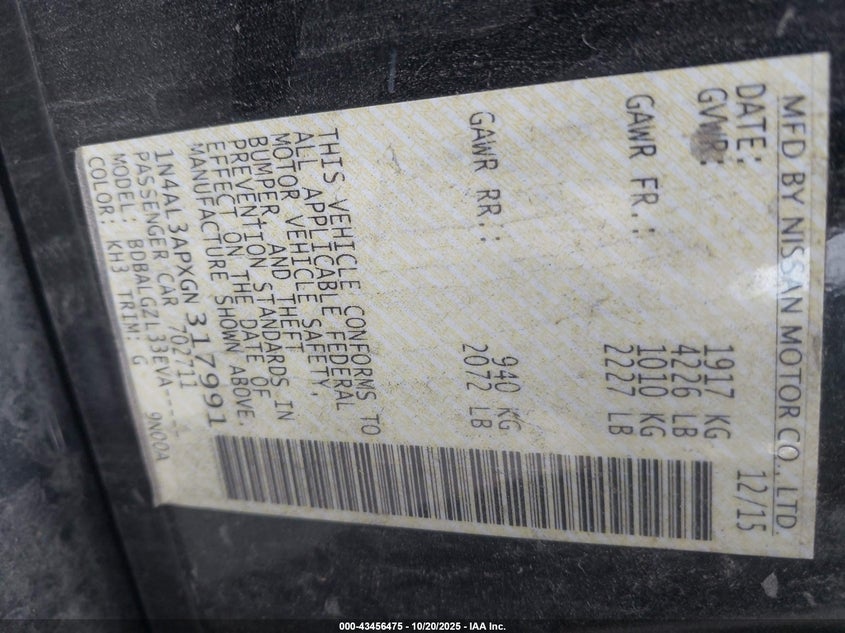 MFD BY NISSAN MOTOR CO., LTD.
DATE: 12/15
GVWR: 1917 KG
4226 LB
GAWR FR.: 1010 KG
2227 LB
GAWR RR.: 940 KG
2072 LB
THIS VEHICLE CONFORMS TO
ALL APPLICABLE FEDERAL
MOTOR VEHICLE SAFETY,
BUMPER, AND THEFT
PREVENTION STANDARDS IN
EFFECT ON THE DATE OF
MANUFACTURE SHOWN ABOVE.
1N4AL3APXGN317991
PASSENGER CAR 702711
MODEL: BDBALGZL33EVA---- 9N00A
COLOR: KH3 TRIM: G
000-43456475 - 10/20/2025 - IAA Inc.